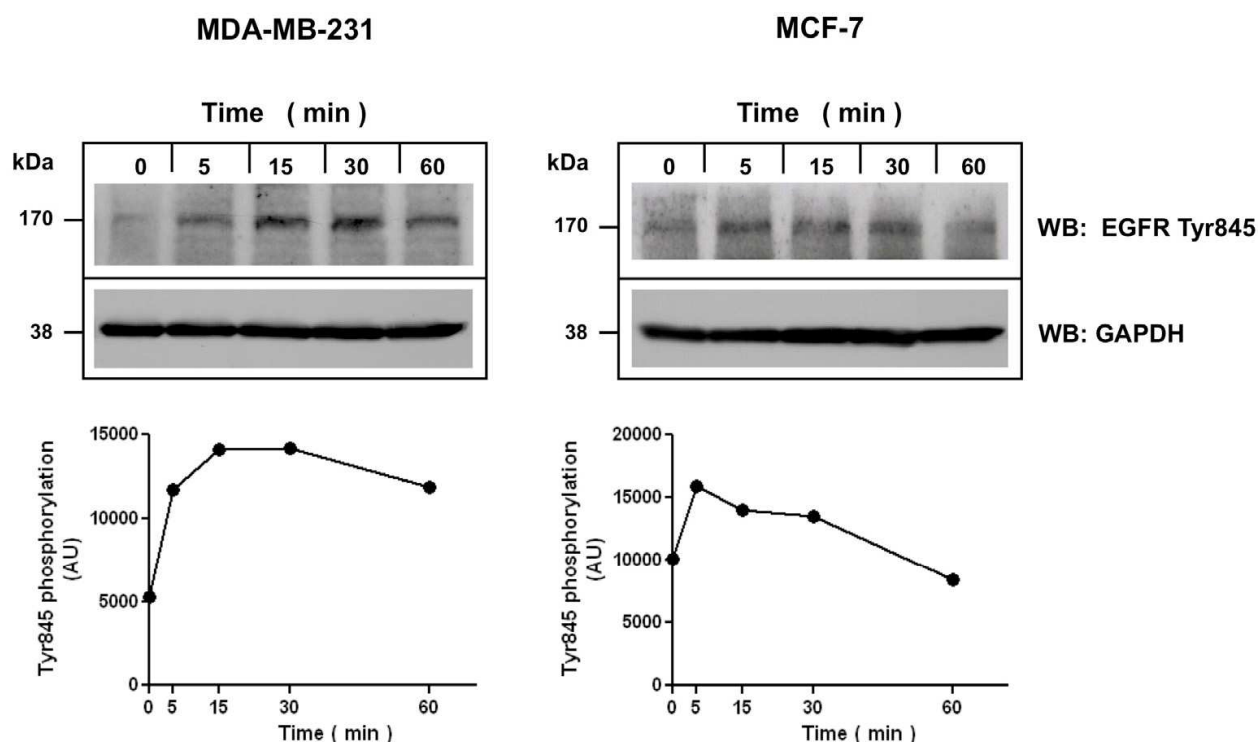 MDA-MB-231
Time ( min )
kDa
0 5 15 30 60
170
38
15000
10000
5000
0
Tyr845 phosphorylation
(AU)
0 5 15 30 60
Time ( min )
MCF-7
Time ( min )
kDa
0 5 15 30 60
170
WB: EGFR Tyr845
38
WB: GAPDH
20000
15000
10000
5000
0
Tyr845 phosphorylation
(AU)
0 5 15 30 60
Time ( min )